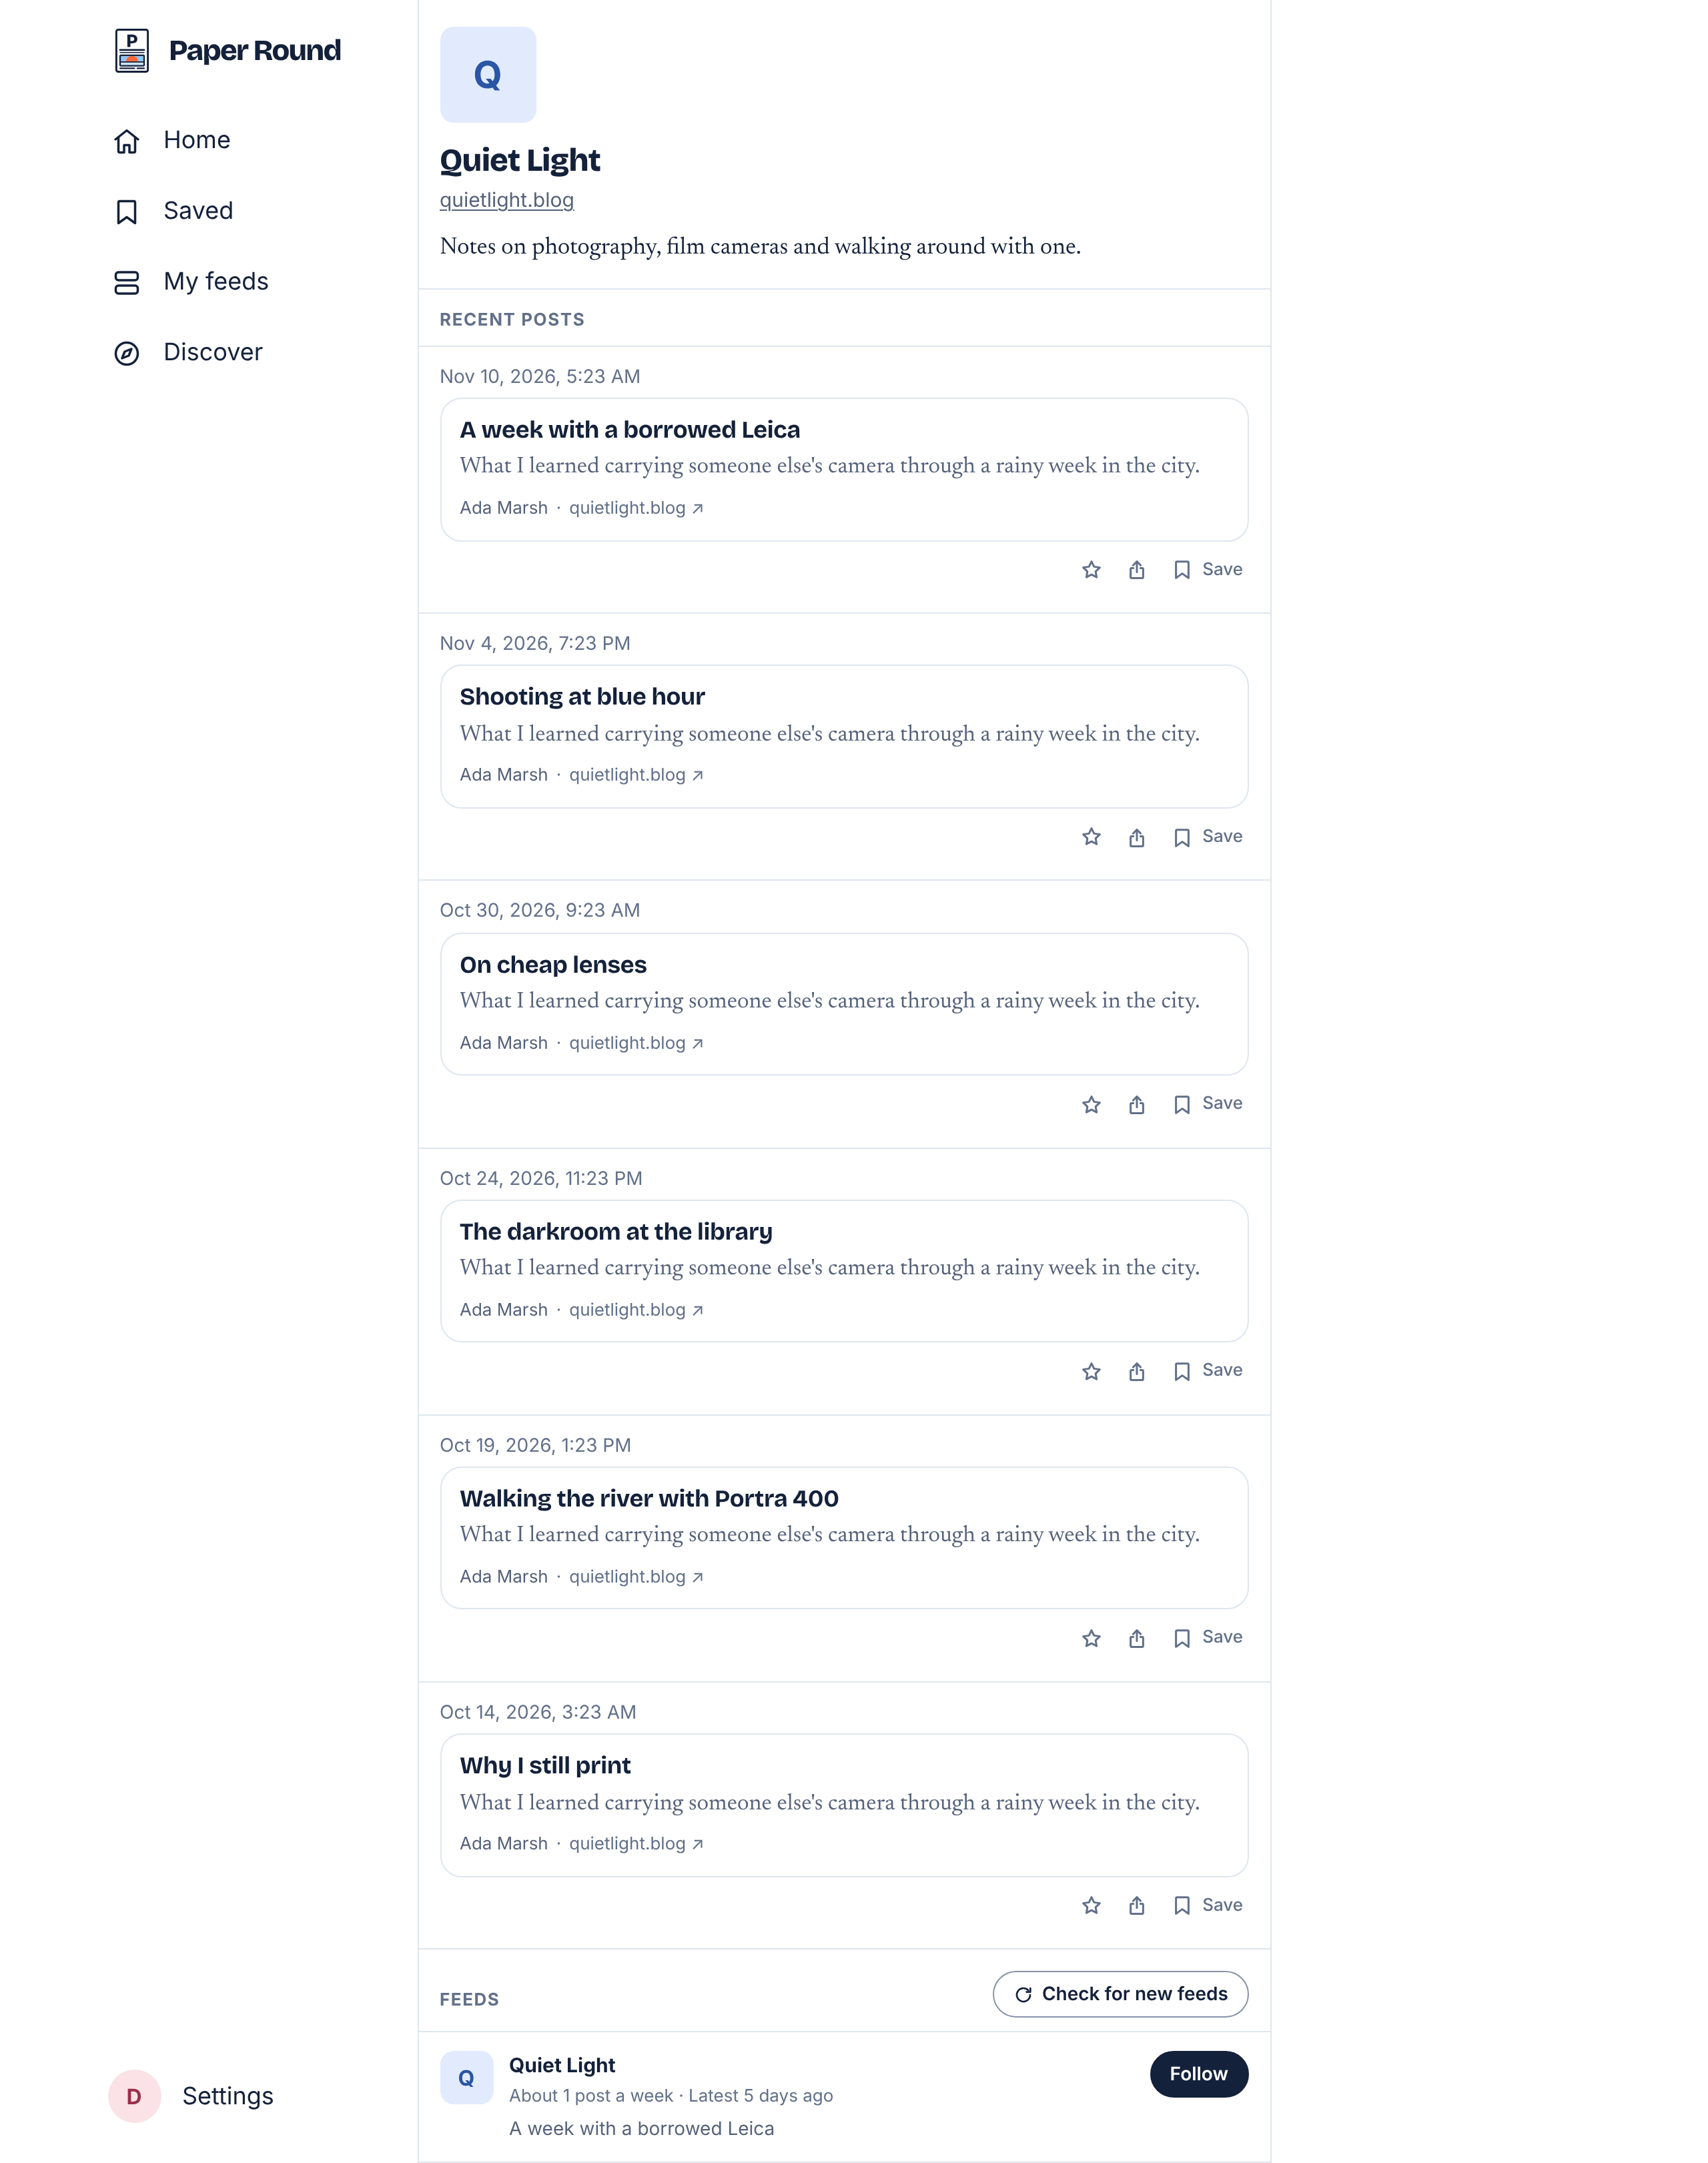 P
Paper Round
Home
Saved
My feeds
Discover
Q
Quiet Light
quietlight.blog
Notes on photography, film cameras and walking around with one.
RECENT POSTS
Nov 10, 2026, 5:23 AM
A week with a borrowed Leica
What I learned carrying someone else's camera through a rainy week in the city.
Ada Marsh · quietlight.blog ↗
Save
Nov 4, 2026, 7:23 PM
Shooting at blue hour
What I learned carrying someone else's camera through a rainy week in the city.
Ada Marsh · quietlight.blog ↗
Save
Oct 30, 2026, 9:23 AM
On cheap lenses
What I learned carrying someone else's camera through a rainy week in the city.
Ada Marsh · quietlight.blog ↗
Save
Oct 24, 2026, 11:23 PM
The darkroom at the library
What I learned carrying someone else's camera through a rainy week in the city.
Ada Marsh · quietlight.blog ↗
Save
Oct 19, 2026, 1:23 PM
Walking the river with Portra 400
What I learned carrying someone else's camera through a rainy week in the city.
Ada Marsh · quietlight.blog ↗
Save
Oct 14, 2026, 3:23 AM
Why I still print
What I learned carrying someone else's camera through a rainy week in the city.
Ada Marsh · quietlight.blog ↗
Save
FEEDS
Check for new feeds
Q
Quiet Light
About 1 post a week · Latest 5 days ago
A week with a borrowed Leica
Follow
D
Settings